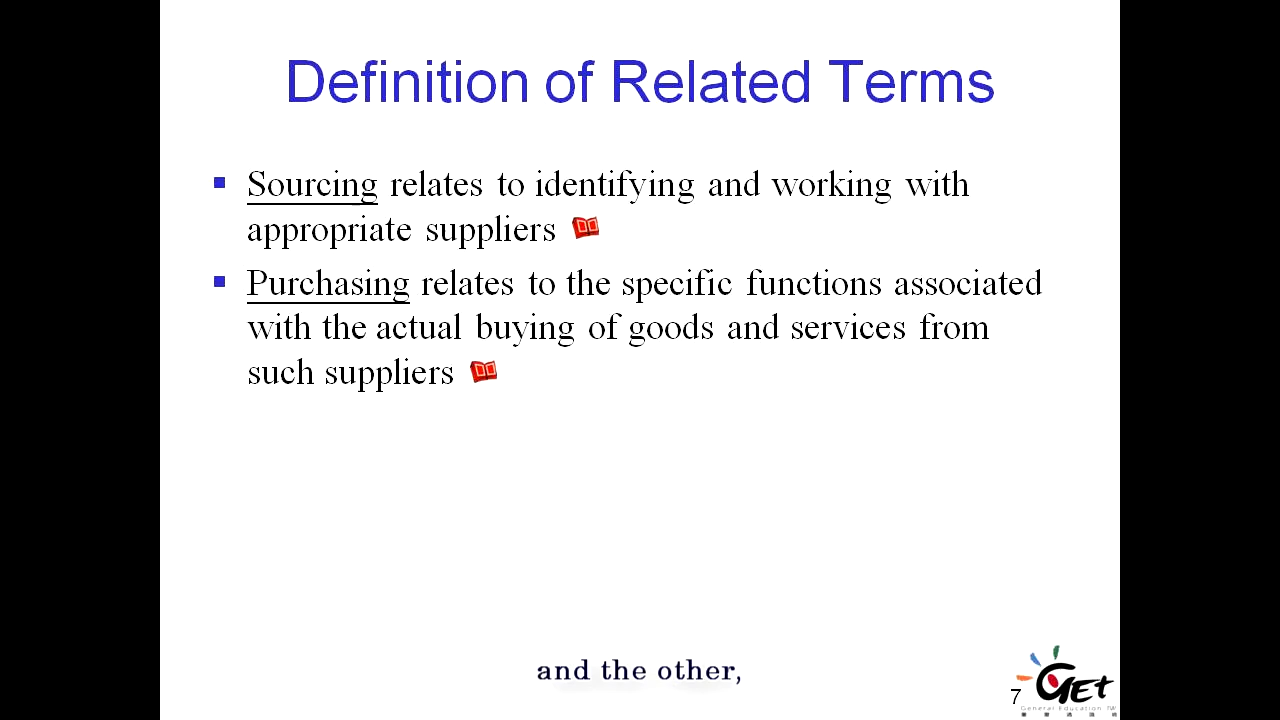 Definition of Related Terms
▪ Sourcing relates to identifying and working with
appropriate suppliers
▪ Purchasing relates to the specific functions associated
with the actual buying of goods and services from
such suppliers
and the other,
7
GET
General Education TW